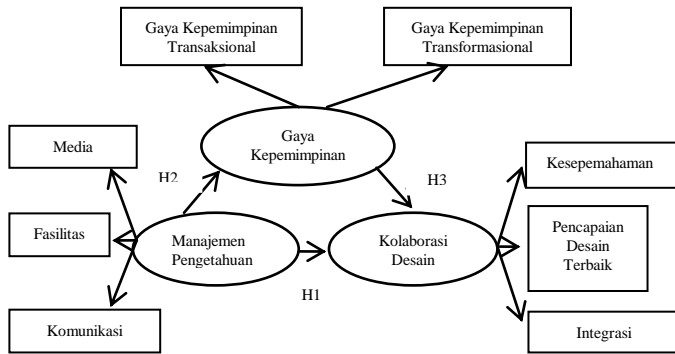 Gaya Kepemimpinan
Transaksional
Gaya Kepemimpinan
Transformasional
Gaya
Kepemimpinan
Media
Kesepemahaman
H2
H3
Fasilitas
Manajemen
Pengetahuan
Kolaborasi
Desain
Pencapaian
Desain
Terbaik
H1
Komunikasi
Integrasi